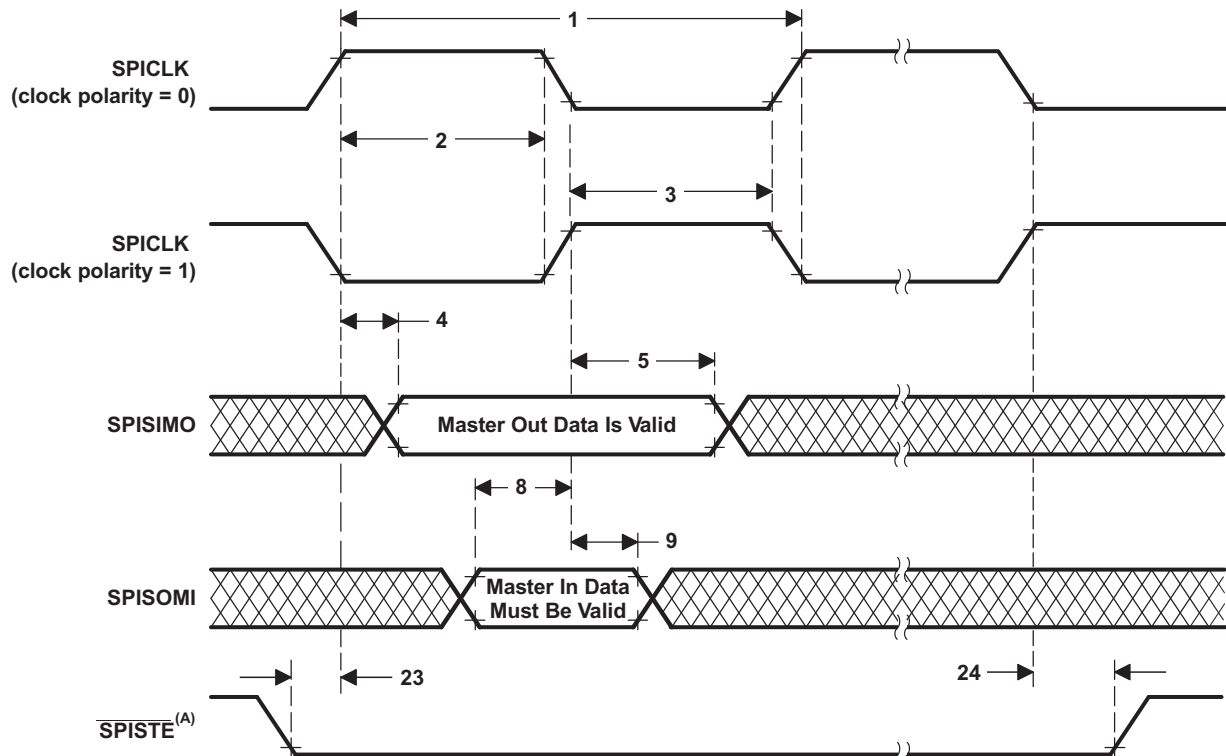 1
SPICLK
(clock polarity = 0)
2
3
SPICLK
(clock polarity = 1)
4
5
SPISIMO
Master Out Data Is Valid
8
9
SPISOMI
Master In Data
Must Be Valid
23
24
SPISTE(A)